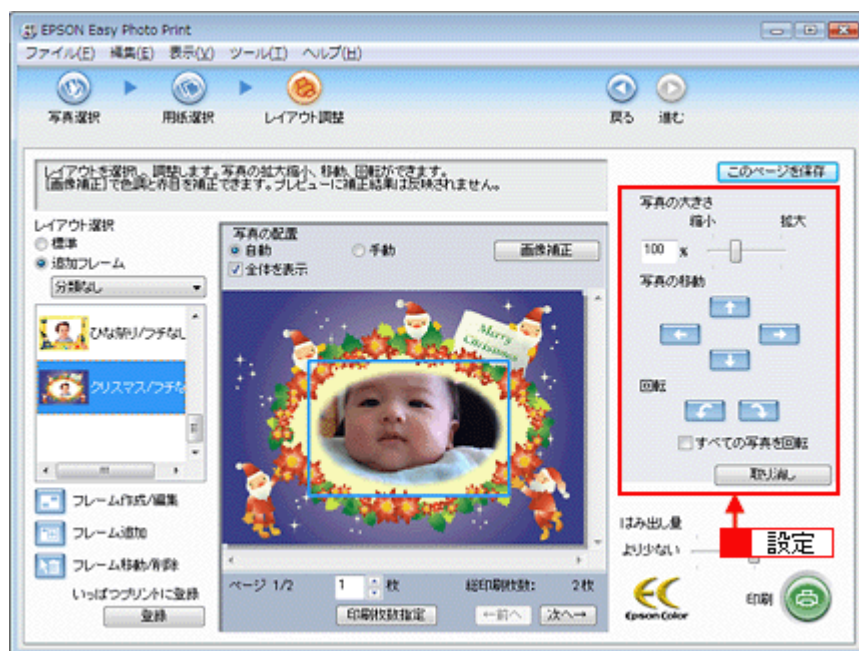 EPSON Easy Photo Print
ファイル(F) 編集(E) 表示(V) ツール(T) ヘルプ(H)
写真選択 用紙選択 レイアウト調整 戻る 進む
レイアウトを選択し、調整します。写真の拡大縮小、移動、回転ができます。
[画像補正]で色調と赤目を補正できます。プレビューに補正結果は反映されません。
このページを保存
レイアウト選択
標準
追加フレーム
分類なし
ひな祭り/フチなし
クリスマス/フチな
フレーム作成/編集
フレーム追加
フレーム移動/削除
いっぱつプリントに登録
登録
写真の配置
自動 手動 画像補正
全体を表示
Merry
Christmas
ページ 1/2 1 枚 総印刷枚数: 2枚
印刷枚数指定 ←前へ 次へ→
写真の大きさ
縮小 拡大
100 %
写真の移動
回転
すべての写真を回転
取り消し
はみ出し量
より少ない
設定
Epson Color
印刷